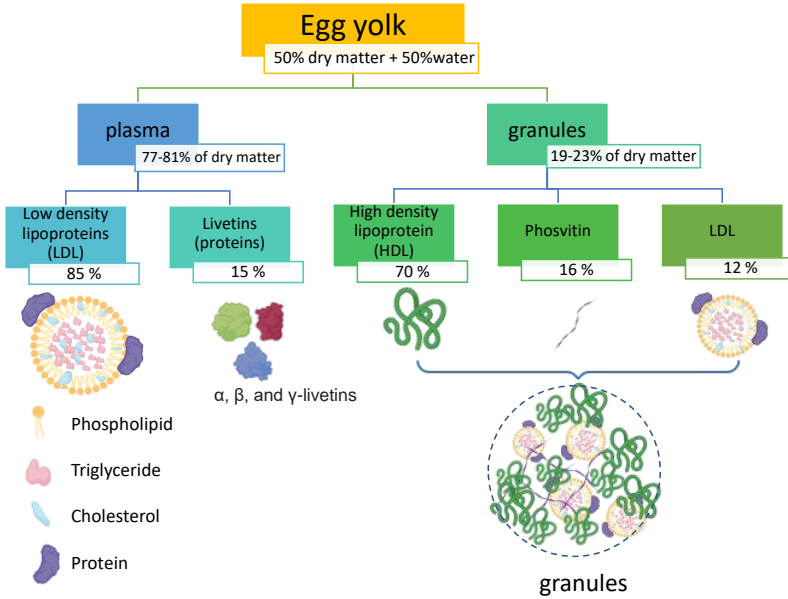 Egg yolk
50% dry matter + 50%water
plasma
77-81% of dry matter
granules
19-23% of dry matter
Low density
lipoproteins
(LDL)
85 %
Livetins
(proteins)
15 %
High density
lipoprotein
(HDL)
70 %
Phosvitin
16 %
LDL
12 %
α, β, and γ-livetins
Phospholipid
Triglyceride
Cholesterol
Protein
granules